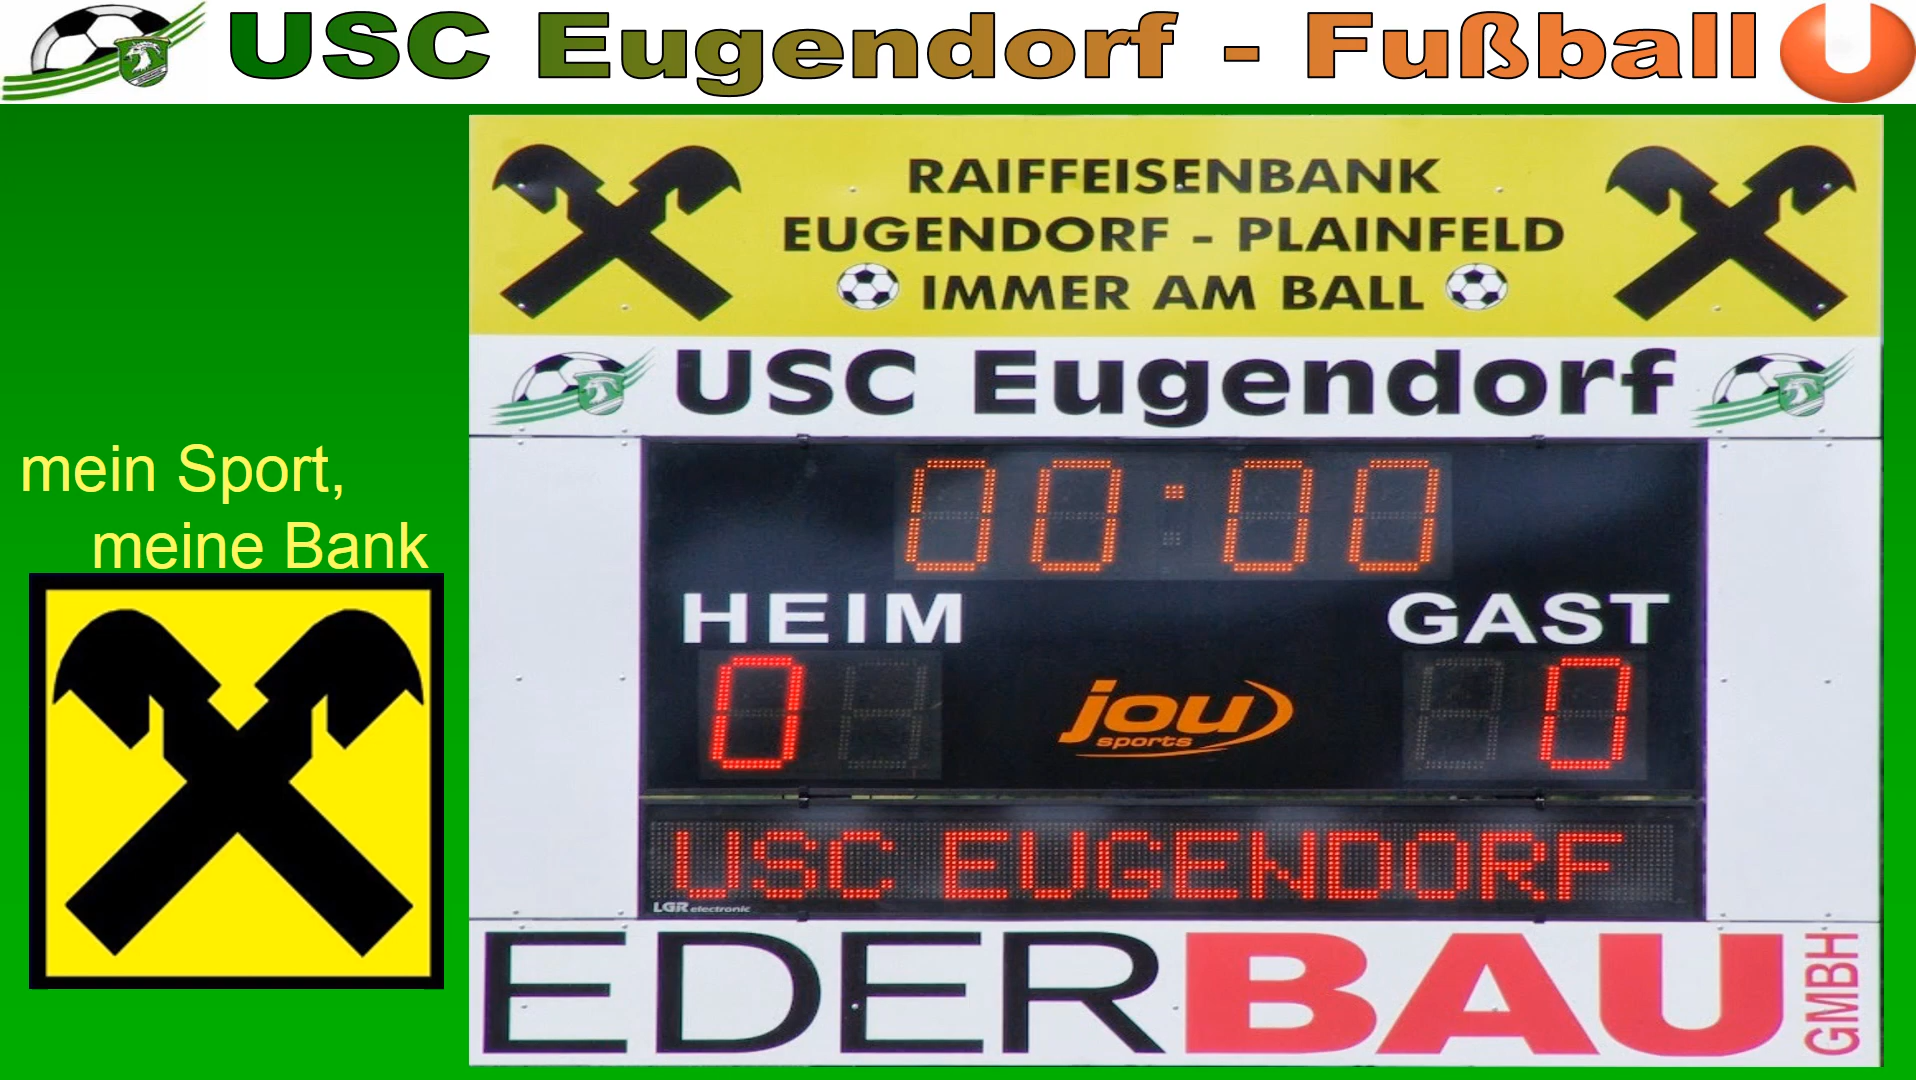 USC Eugendorf - Fußball U
RAIFFEISENBANK
EUGENDORF - PLAINFELD
IMMER AM BALL
USC Eugendorf
mein Sport,
meine Bank
00:00
HEIM GAST
0 0
jou
sports
USC EUGENDORF
LGR electronic
EDERBAU GMBH